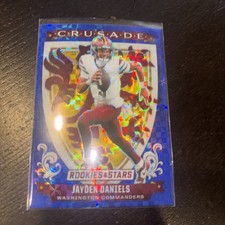 CRUSADE
ROOKIES & STARS
JAYDEN DANIELS
WASHINGTON COMMANDERS